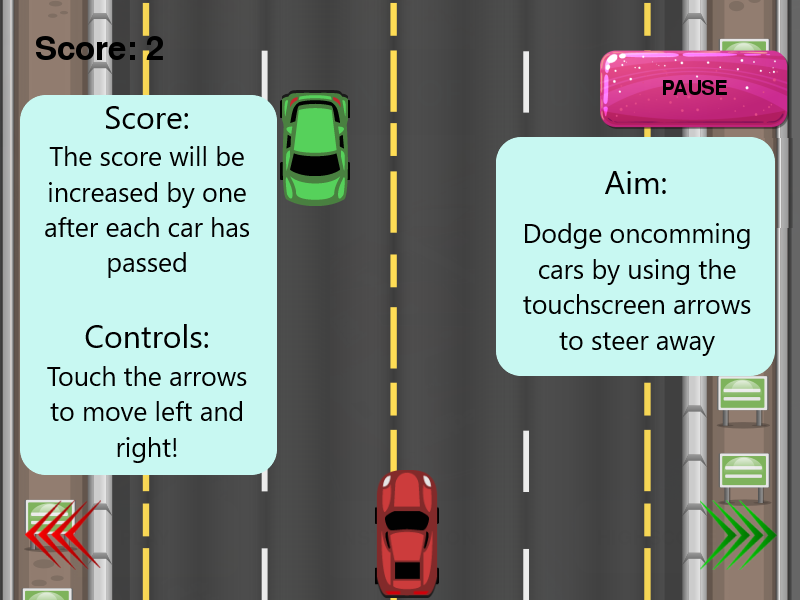 Score: 2
PAUSE
Score:
The score will be
increased by one
after each car has
passed
Controls:
Touch the arrows
to move left and
right!
Aim:
Dodge oncomming
cars by using the
touchscreen arrows
to steer away